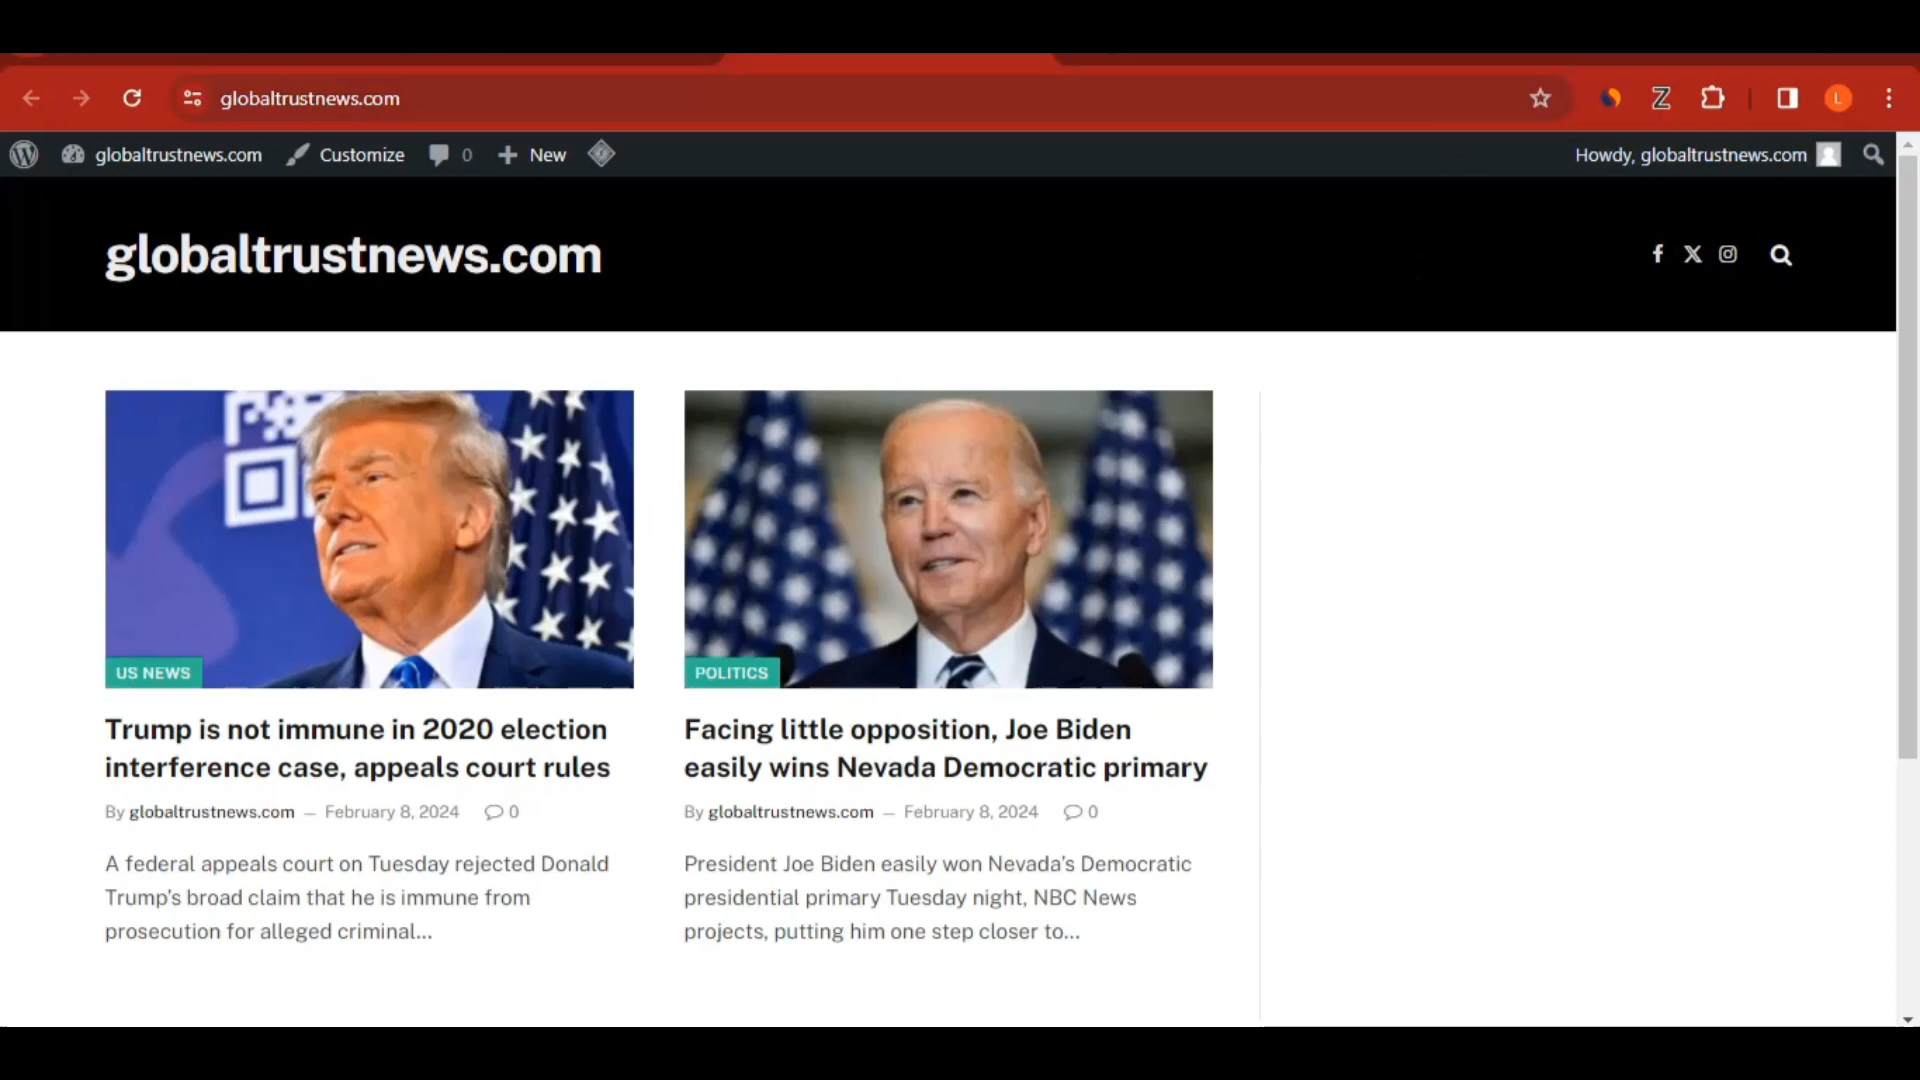 globaltrustnews.com
L
globaltrustnews.com Customize 0 New Howdy, globaltrustnews.com
globaltrustnews.com
US NEWS
Trump is not immune in 2020 election
interference case, appeals court rules
By globaltrustnews.com — February 8, 2024 0
A federal appeals court on Tuesday rejected Donald
Trump’s broad claim that he is immune from
prosecution for alleged criminal…
POLITICS
Facing little opposition, Joe Biden
easily wins Nevada Democratic primary
By globaltrustnews.com — February 8, 2024 0
President Joe Biden easily won Nevada’s Democratic
presidential primary Tuesday night, NBC News
projects, putting him one step closer to…